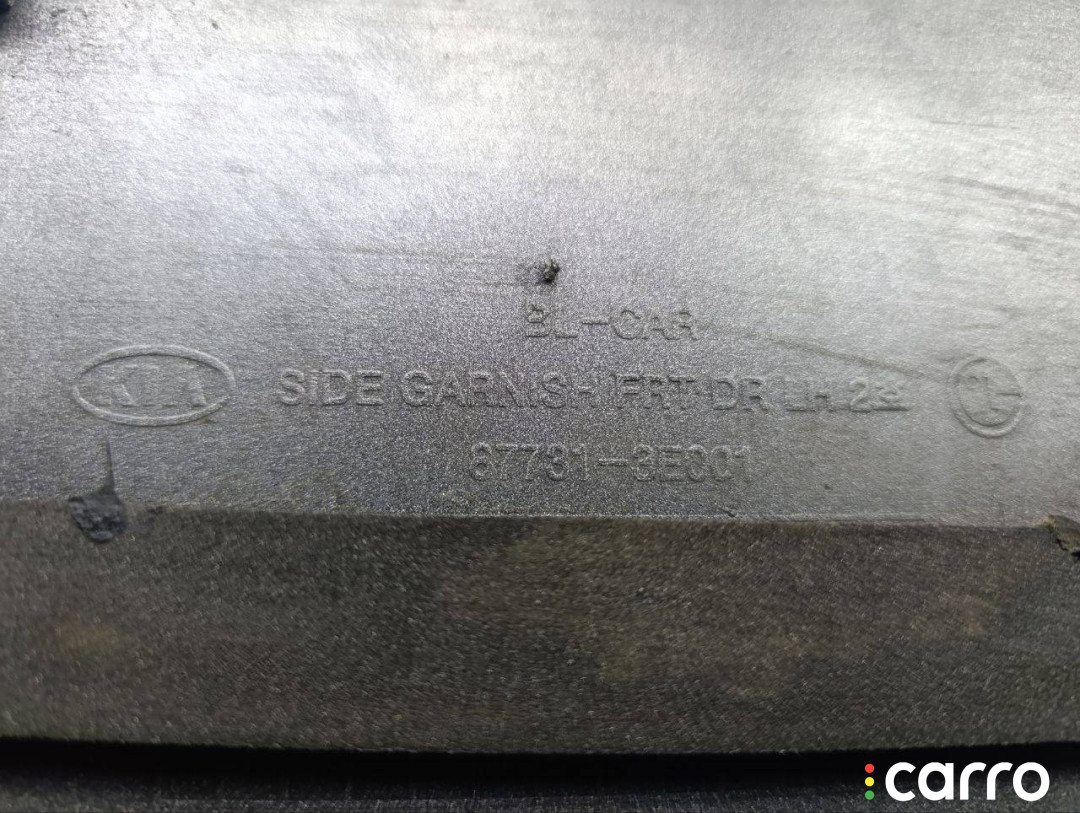 BL-CAR
KIA SIDE GARNISH FRT DR LH 2호
87731-3E001
carro